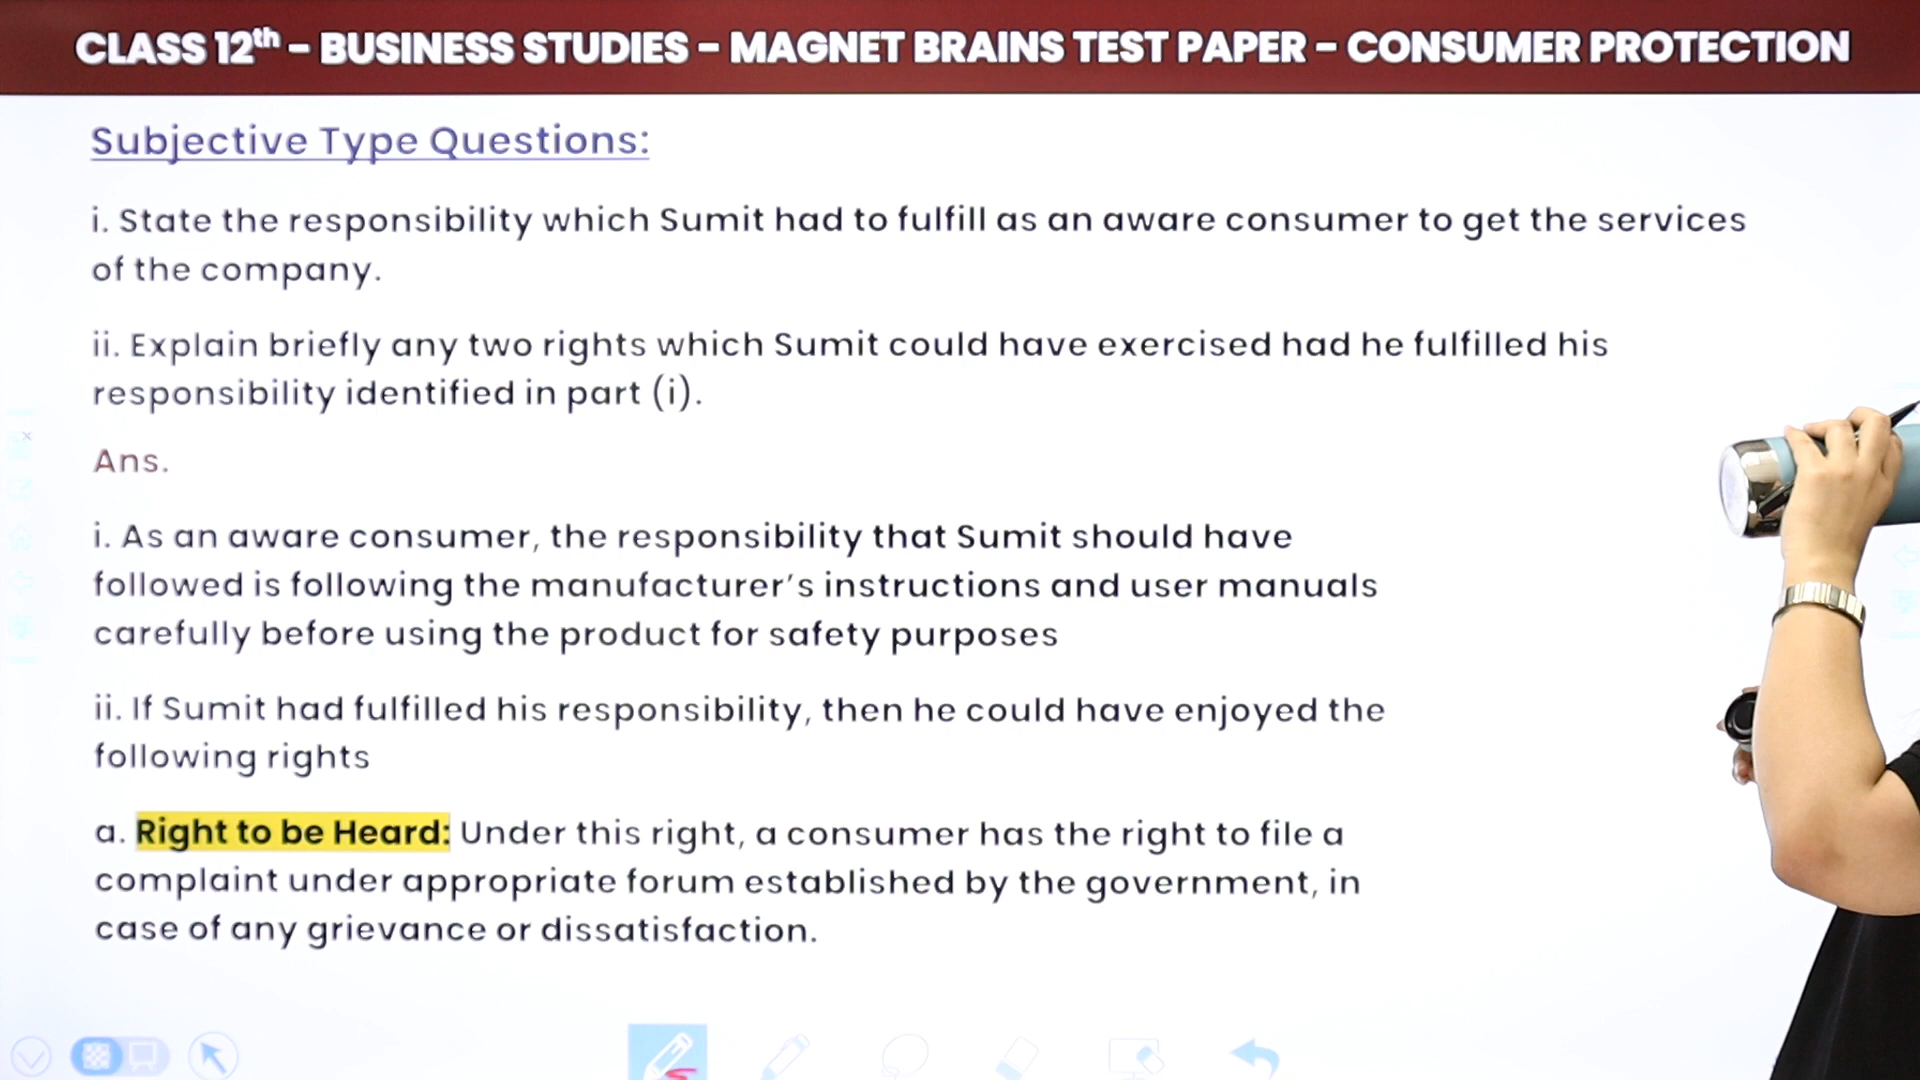 CLASS 12th – BUSINESS STUDIES – MAGNET BRAINS TEST PAPER – CONSUMER PROTECTION
Subjective Type Questions:
i. State the responsibility which Sumit had to fulfill as an aware consumer to get the services
of the company.
ii. Explain briefly any two rights which Sumit could have exercised had he fulfilled his
responsibility identified in part (i).
Ans.
i. As an aware consumer, the responsibility that Sumit should have
followed is following the manufacturer’s instructions and user manuals
carefully before using the product for safety purposes
ii. If Sumit had fulfilled his responsibility, then he could have enjoyed the
following rights
a. Right to be Heard: Under this right, a consumer has the right to file a
complaint under appropriate forum established by the government, in
case of any grievance or dissatisfaction.